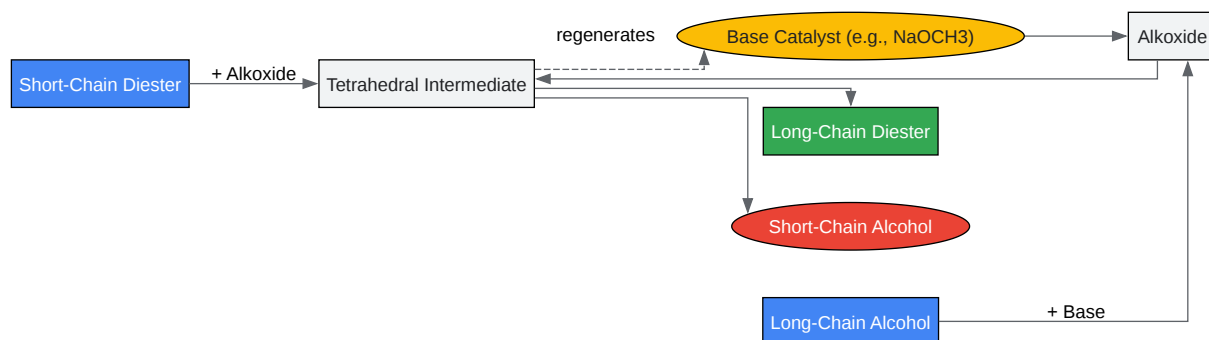 regenerates
Base Catalyst (e.g., NaOCH3)
Alkoxide
Short-Chain Diester
+ Alkoxide
Tetrahedral Intermediate
Long-Chain Diester
Short-Chain Alcohol
Long-Chain Alcohol
+ Base